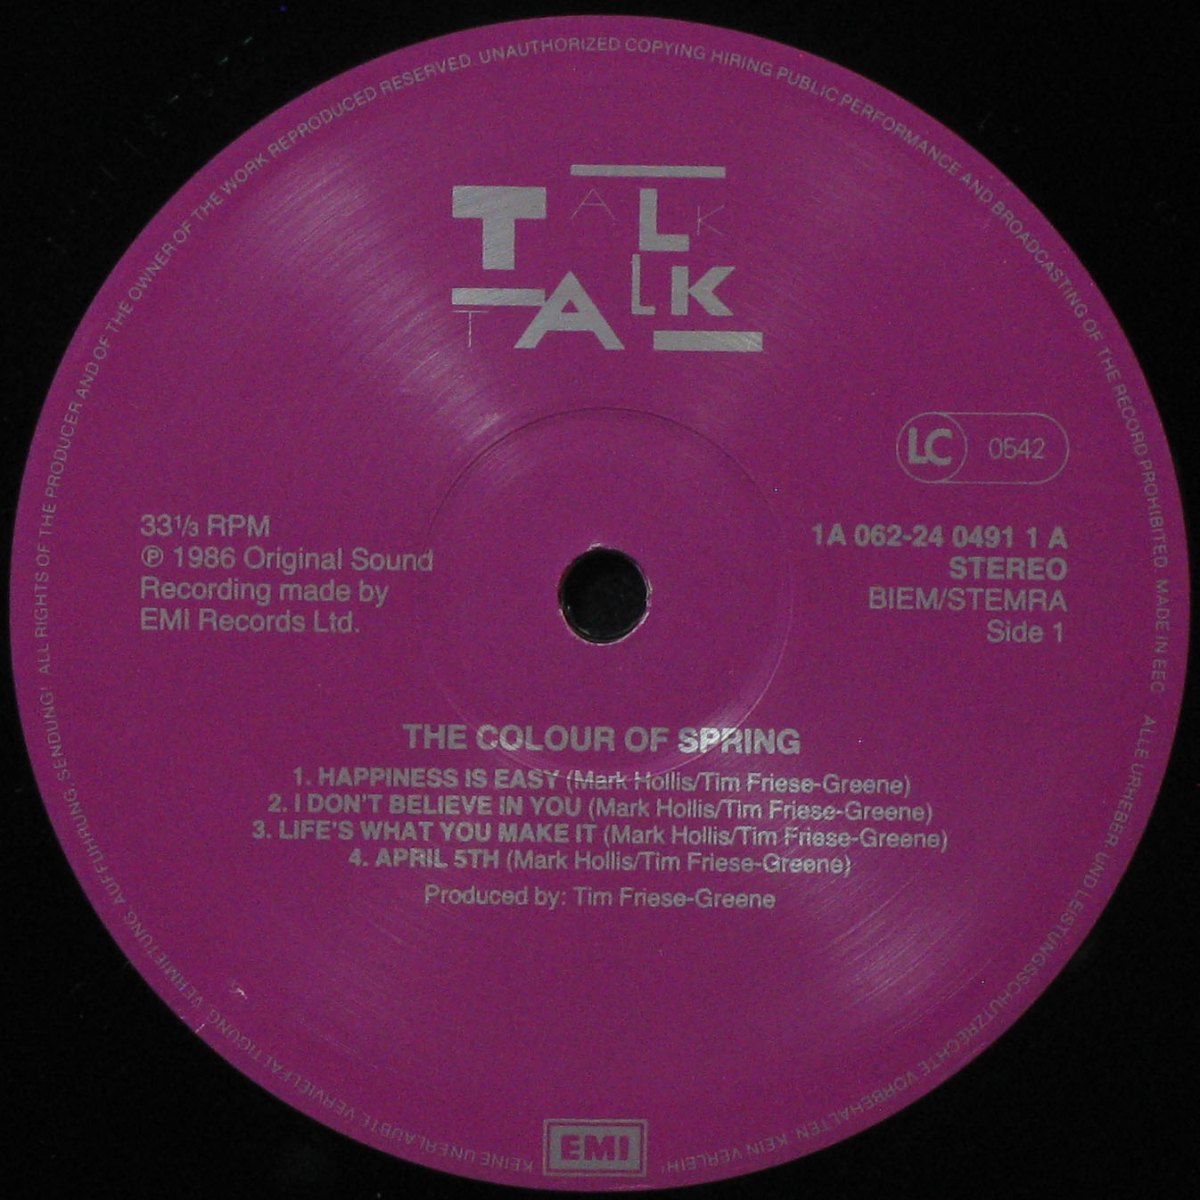 TALK
TALK
LC 0542
33⅓ RPM
℗ 1986 Original Sound
Recording made by
EMI Records Ltd.
1A 062-24 0491 1 A
STEREO
BIEM/STEMRA
Side 1
THE COLOUR OF SPRING
1. HAPPINESS IS EASY (Mark Hollis/Tim Friese-Greene)
2. I DON'T BELIEVE IN YOU (Mark Hollis/Tim Friese-Greene)
3. LIFE'S WHAT YOU MAKE IT (Mark Hollis/Tim Friese-Greene)
4. APRIL 5TH (Mark Hollis/Tim Friese-Greene)
Produced by: Tim Friese-Greene
EMI
ALL RIGHTS OF THE PRODUCER AND OF THE OWNER OF THE WORK REPRODUCED RESERVED. UNAUTHORIZED COPYING HIRING PUBLIC PERFORMANCE AND BROADCASTING OF THE RECORD PROHIBITED. MADE IN EEC
ALLE URHEBER UND LEISTUNGSSCHUTZRECHTE VORBEHALTEN. KEIN VERLEIH! KEINE UNERLAUBTE VERVIELFÄLTIGUNG, VERMIETUNG, AUFFÜHRUNG, SENDUNG!